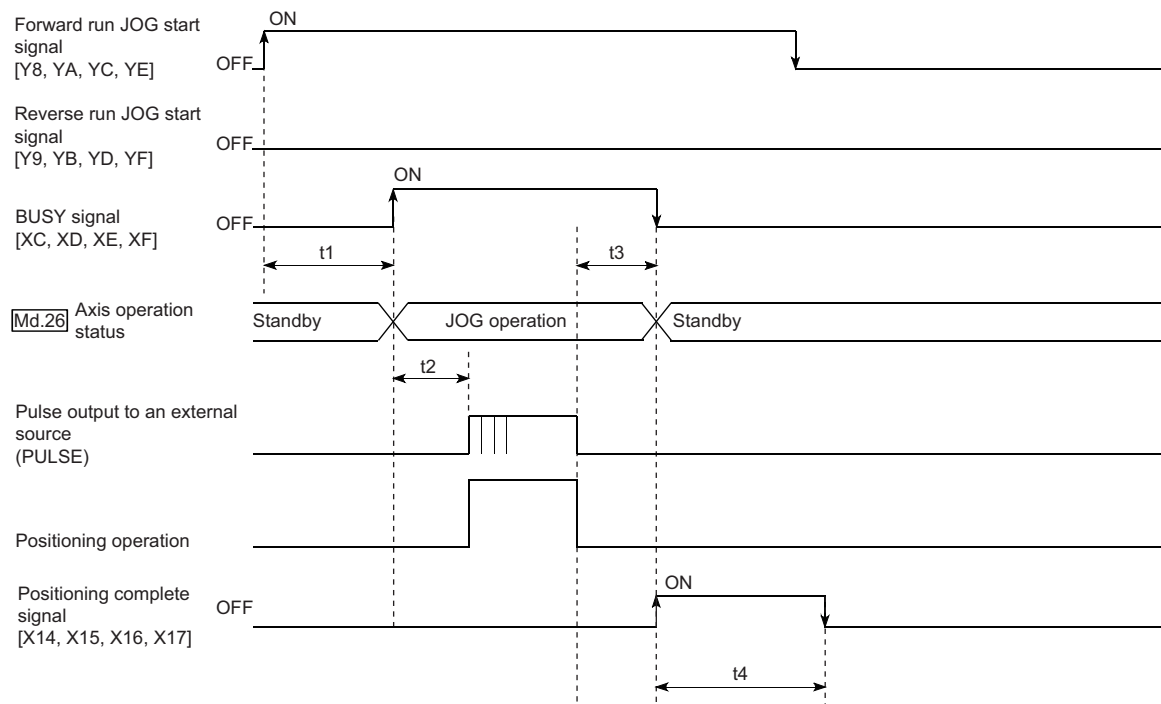 Forward run JOG start
signal
[Y8, YA, YC, YE]
OFF
ON
Reverse run JOG start
signal
[Y9, YB, YD, YF]
OFF
BUSY signal
[XC, XD, XE, XF]
OFF
ON
t1
t3
Md.26 Axis operation
status
Standby
JOG operation
Standby
t2
Pulse output to an external
source
(PULSE)
Positioning operation
Positioning complete
signal
[X14, X15, X16, X17]
OFF
ON
t4